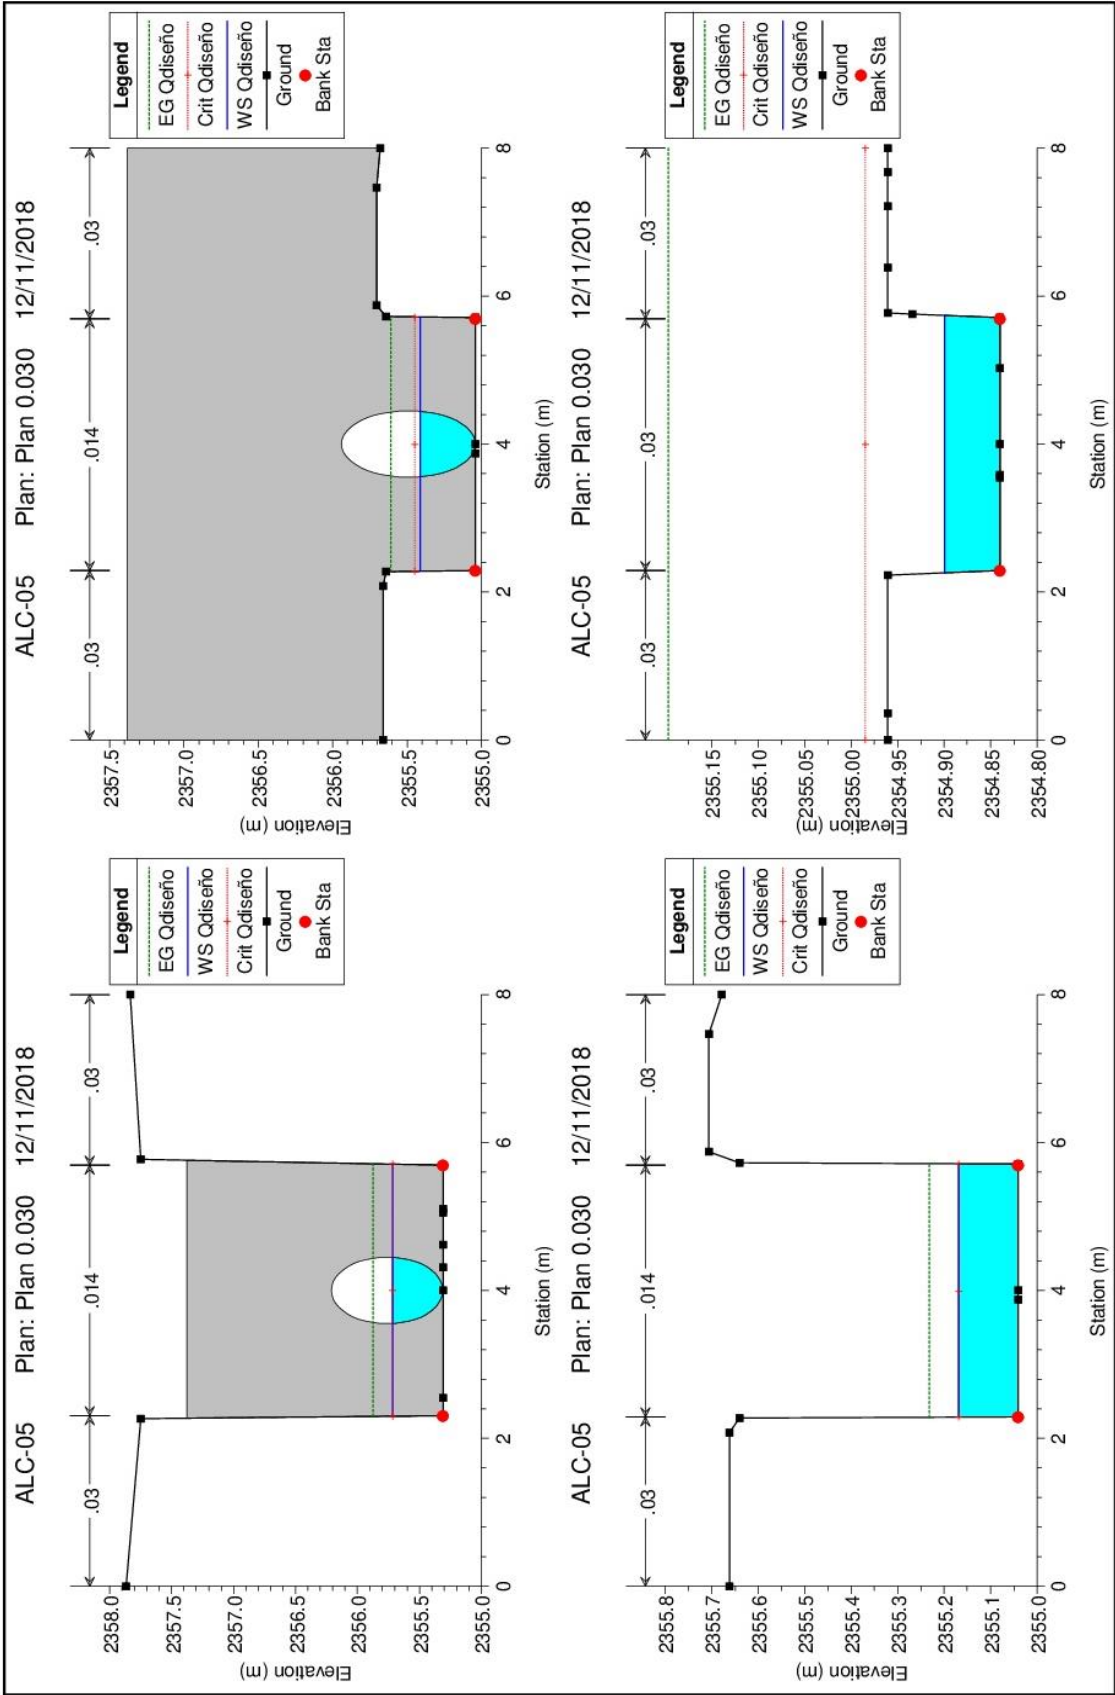 ALC-05 Plan: Plan 0.030 12/11/2018
.03
.014
.03
Legend
EG Qdiseño
WS Qdiseño
Crit Qdiseño
Ground
Bank Sta
Elevation (m)
2358.0
2357.5
2357.0
2356.5
2356.0
2355.5
2355.0
0 2 4 6 8
Station (m)
ALC-05 Plan: Plan 0.030 12/11/2018
.03
.014
.03
Legend
EG Qdiseño
Crit Qdiseño
WS Qdiseño
Ground
Bank Sta
Elevation (m)
2357.5
2357.0
2356.5
2356.0
2355.5
2355.0
0 2 4 6 8
Station (m)
ALC-05 Plan: Plan 0.030 12/11/2018
.03
.014
.03
Legend
EG Qdiseño
WS Qdiseño
Crit Qdiseño
Ground
Bank Sta
Elevation (m)
2355.8
2355.7
2355.6
2355.5
2355.4
2355.3
2355.2
2355.1
2355.0
0 2 4 6 8
Station (m)
ALC-05 Plan: Plan 0.030 12/11/2018
.03
.03
.03
Legend
EG Qdiseño
Crit Qdiseño
WS Qdiseño
Ground
Bank Sta
Elevation (m)
2355.15
2355.10
2355.05
2355.00
2354.95
2354.90
2354.85
2354.80
0 2 4 6 8
Station (m)